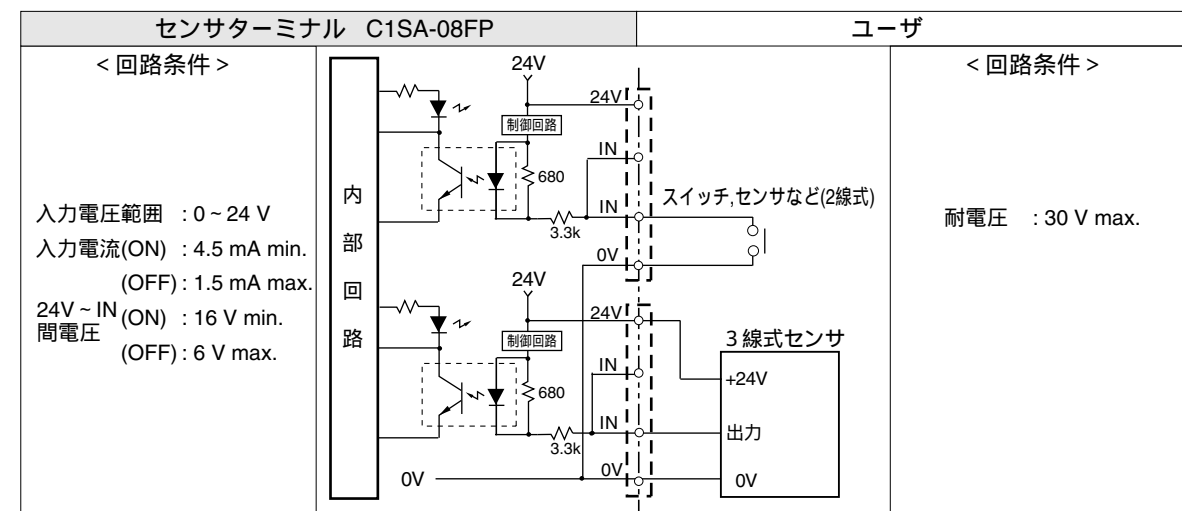 センサターミナル C1SA-08FP
ユーザ
<回路条件>
入力電圧範囲 : 0~24 V
入力電流(ON) : 4.5 mA min.
(OFF) : 1.5 mA max.
24V~IN間電圧 (ON) : 16 V min.
(OFF) : 6 V max.
内部回路
24V
24V
制御回路
IN
680
IN
3.3k
0V
スイッチ,センサなど(2線式)
24V
24V
制御回路
IN
680
IN
3.3k
0V
0V
3線式センサ
+24V
出力
0V
<回路条件>
耐電圧 : 30 V max.